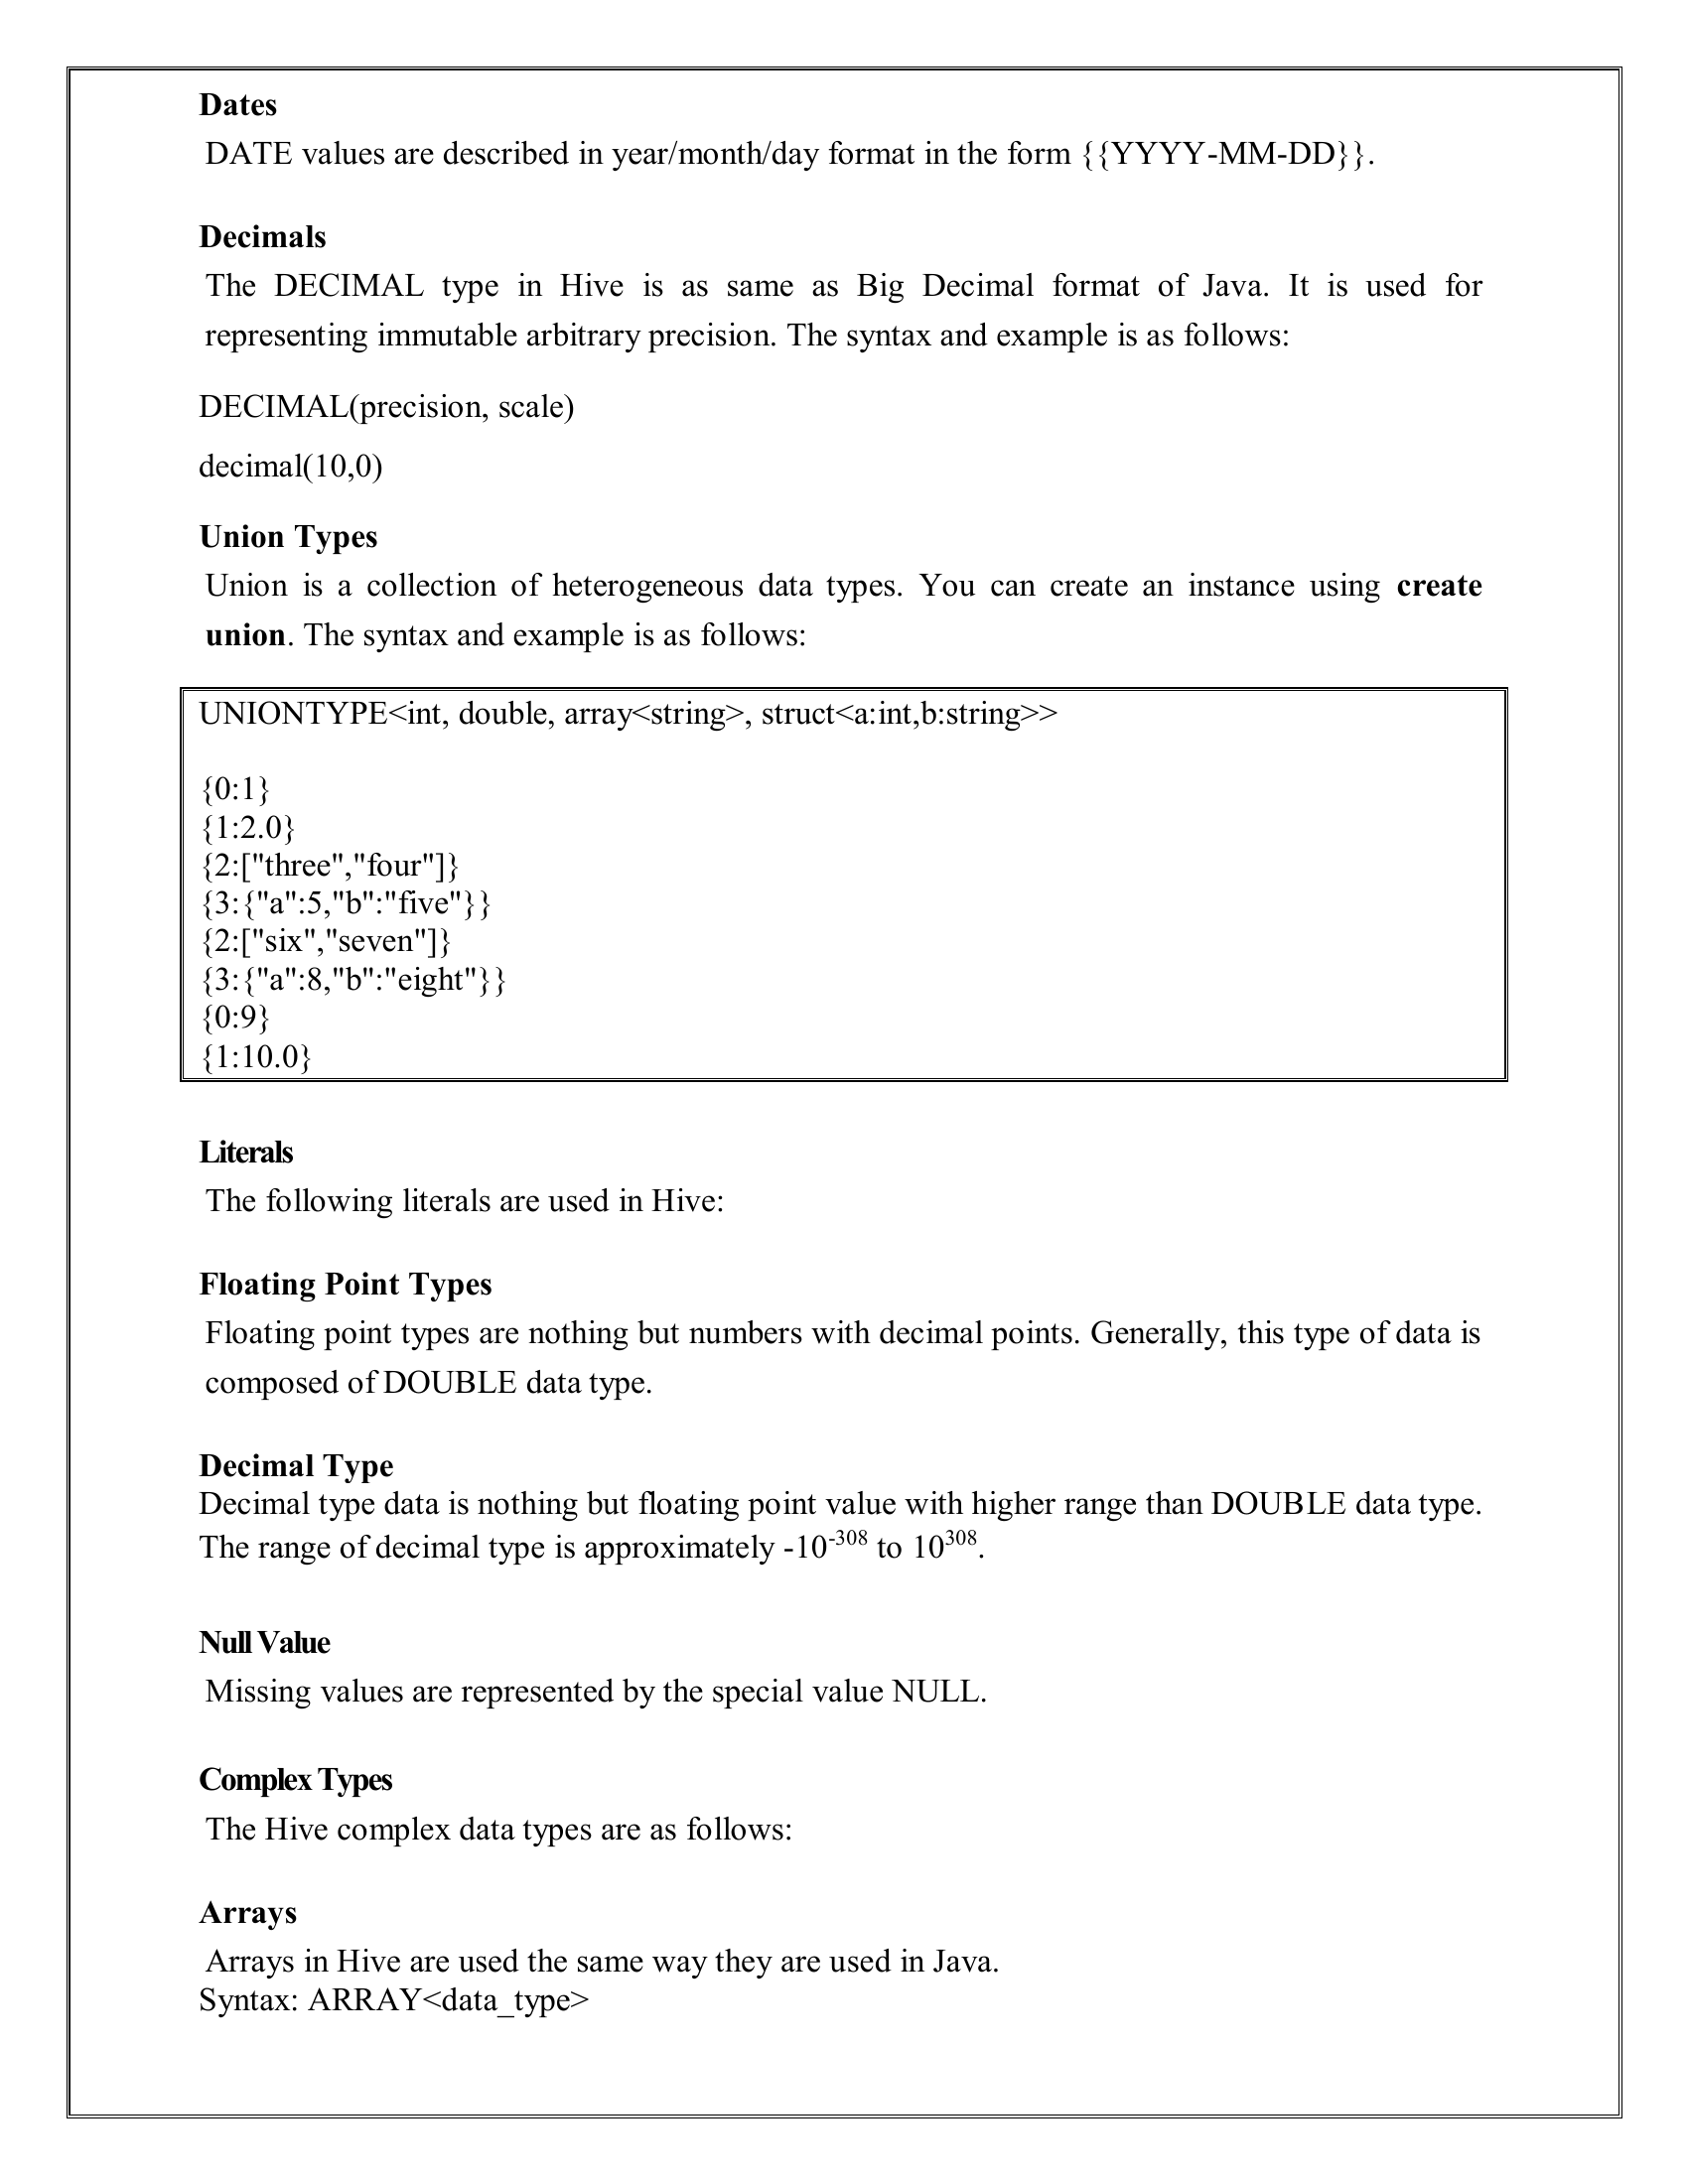 Dates
DATE values are described in year/month/day format in the form {{YYYY-MM-DD}}.
Decimals
The DECIMAL type in Hive is as same as Big Decimal format of Java. It is used for
representing immutable arbitrary precision. The syntax and example is as follows:
DECIMAL(precision, scale)
decimal(10,0)
Union Types
Union is a collection of heterogeneous data types. You can create an instance using create
union. The syntax and example is as follows:
UNIONTYPE<int, double, array<string>, struct<a:int,b:string>>
{0:1}
{1:2.0}
{2:["three","four"]}
{3:{"a":5,"b":"five"}}
{2:["six","seven"]}
{3:{"a":8,"b":"eight"}}
{0:9}
{1:10.0}
Literals
The following literals are used in Hive:
Floating Point Types
Floating point types are nothing but numbers with decimal points. Generally, this type of data is
composed of DOUBLE data type.
Decimal Type
Decimal type data is nothing but floating point value with higher range than DOUBLE data type.
The range of decimal type is approximately -10⁻³⁰⁸ to 10³⁰⁸.
Null Value
Missing values are represented by the special value NULL.
Complex Types
The Hive complex data types are as follows:
Arrays
Arrays in Hive are used the same way they are used in Java.
Syntax: ARRAY<data_type>